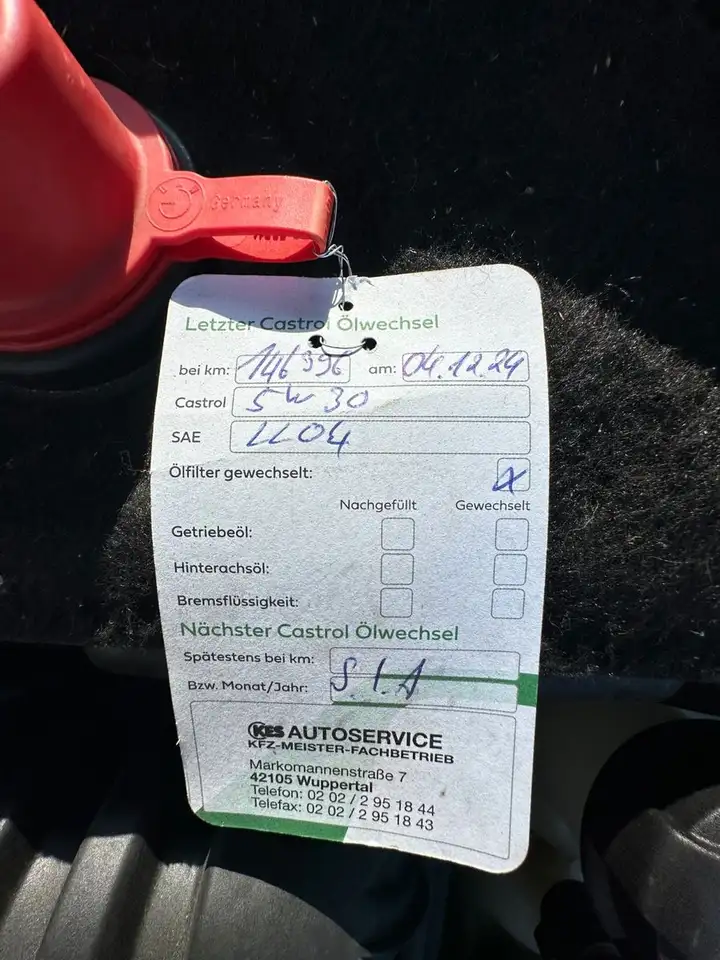 Germany
Letzter Castrol Ölwechsel
bei km: 146 396 am: 04.12.24
Castrol 5W30
SAE LL04
Ölfilter gewechselt: X
Nachgefüllt Gewechselt
Getriebeöl:
Hinterachsöl:
Bremsflüssigkeit:
Nächster Castrol Ölwechsel
Spätestens bei km:
Bzw. Monat/Jahr: S.I.A
KES AUTOSERVICE
KFZ-MEISTER-FACHBETRIEB
Markomannenstraße 7
42105 Wuppertal
Telefon: 02 02 / 2 95 18 44
Telefax: 02 02 / 2 95 18 43